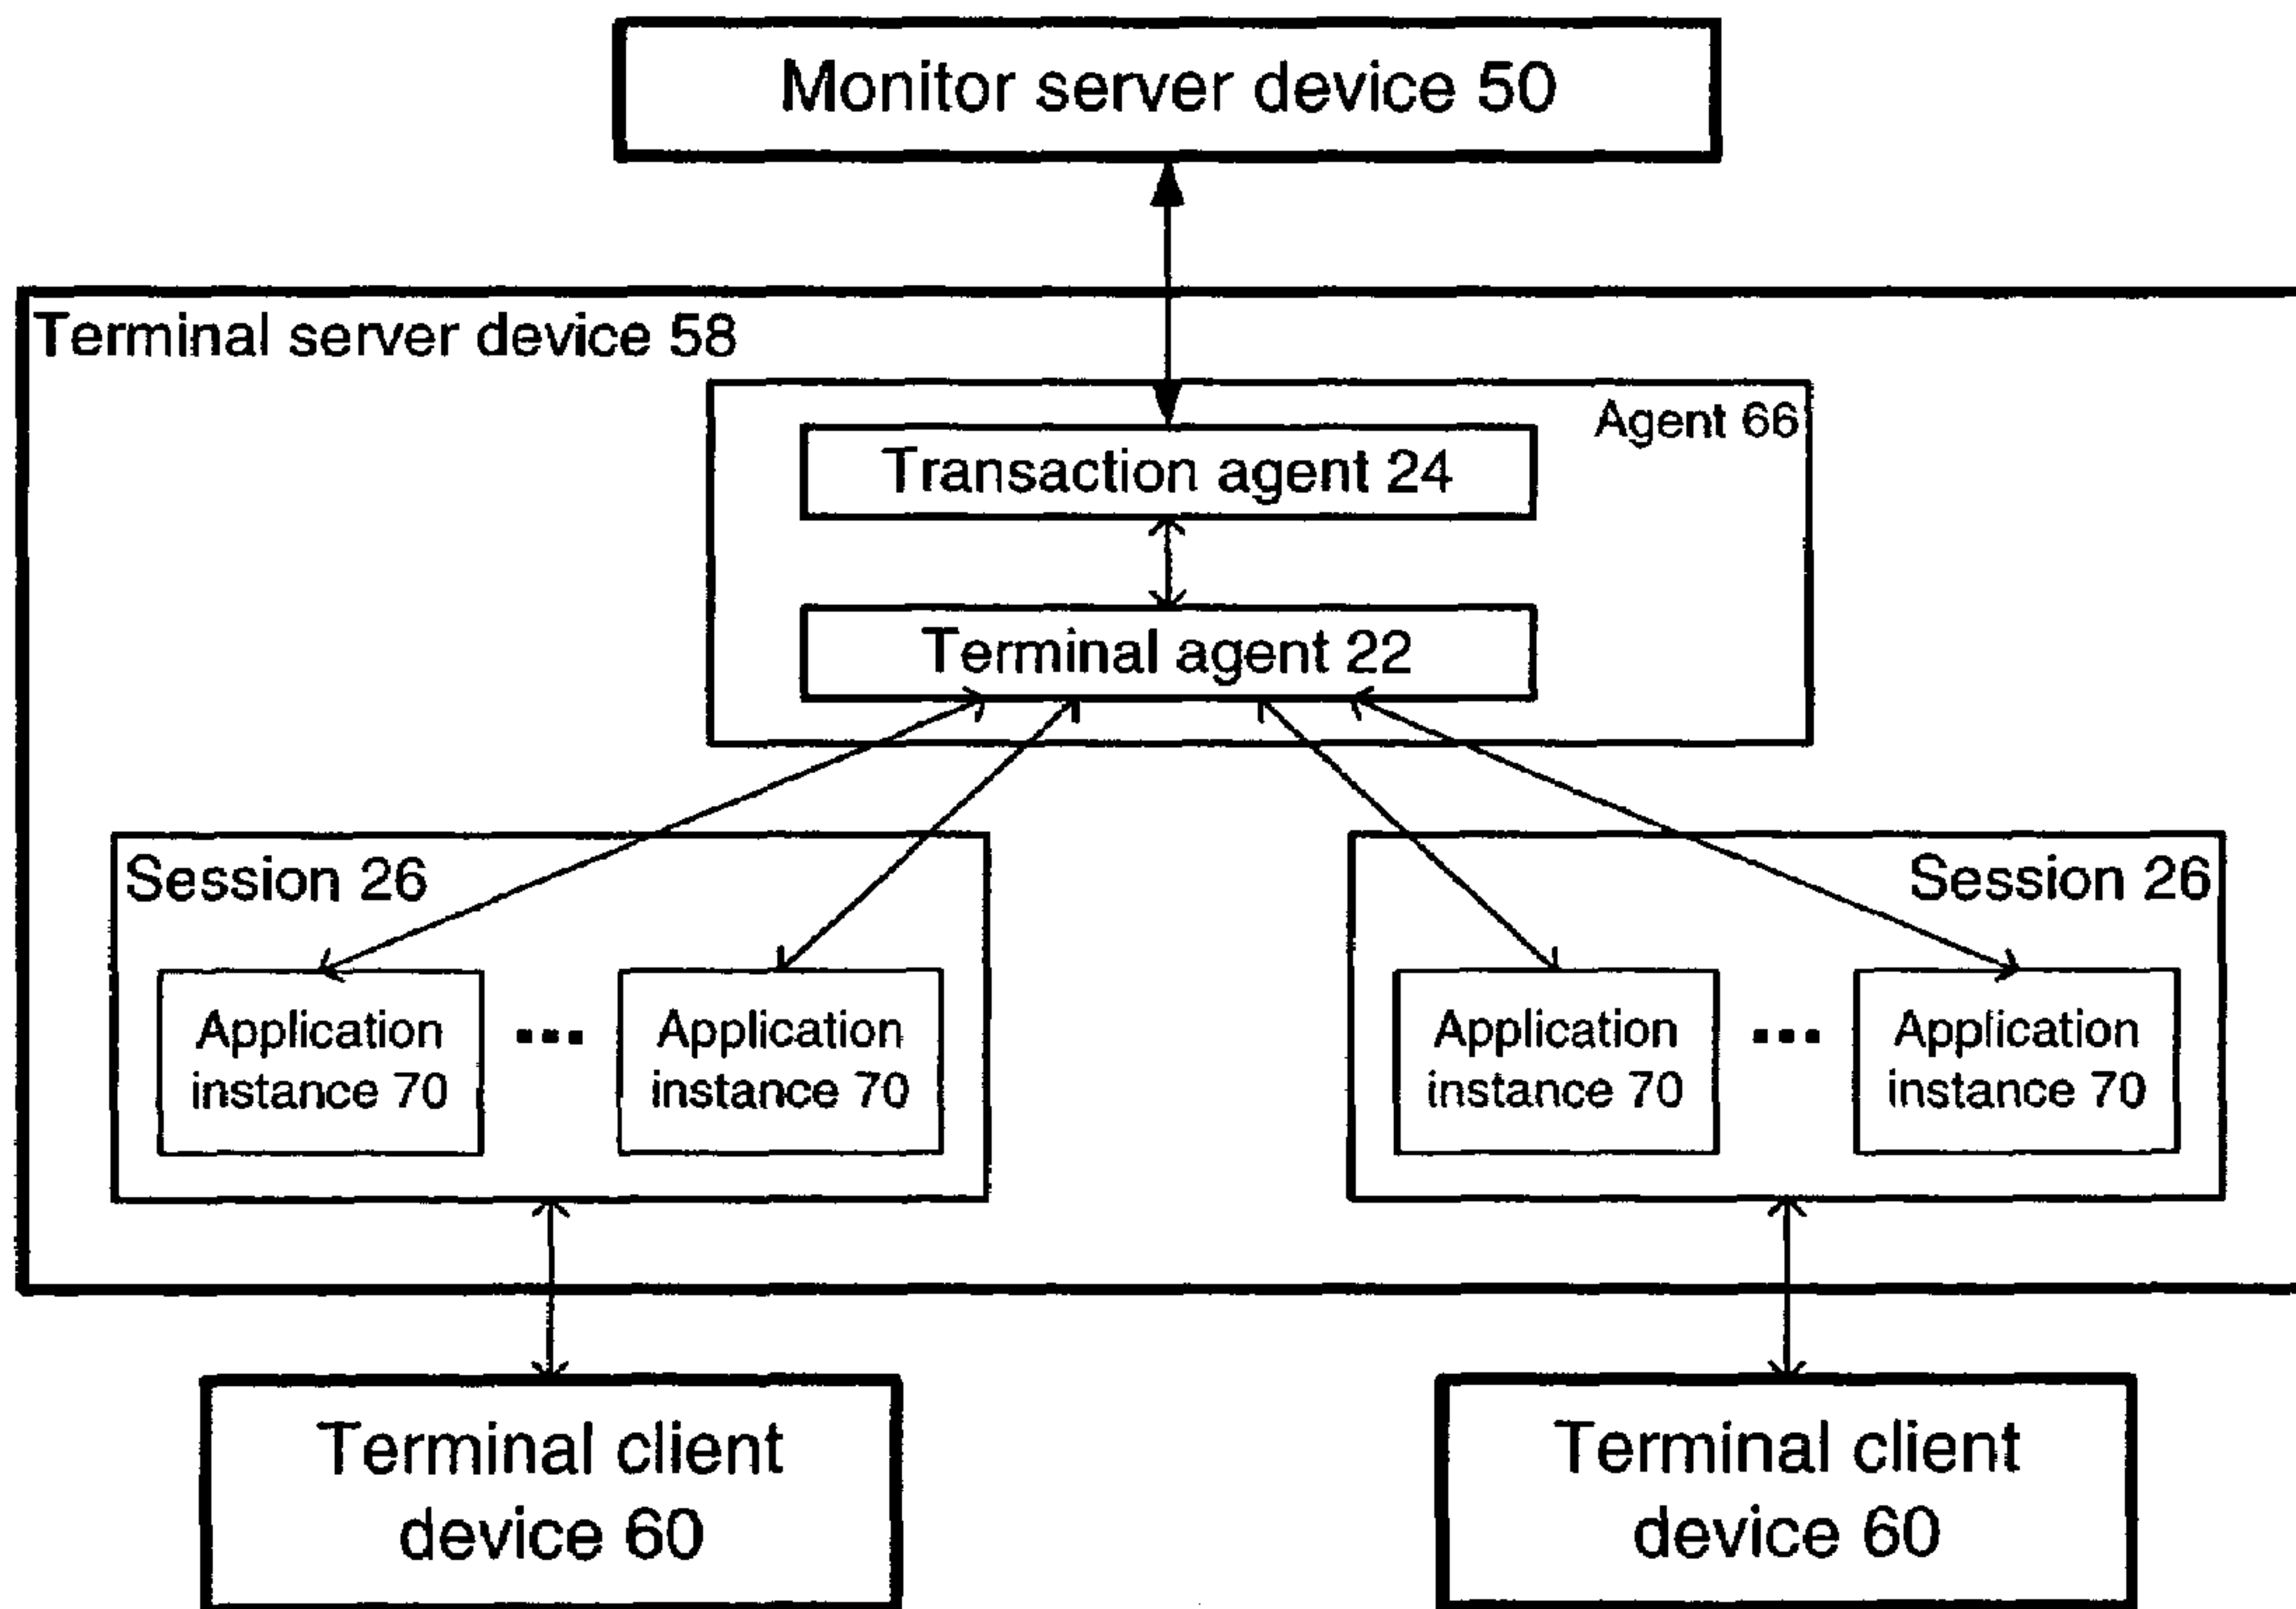 Monitor server device 50
Terminal server device 58
Agent 66
Transaction agent 24
Terminal agent 22
Session 26
Session 26
Application
instance 70
...
Application
instance 70
Application
instance 70
...
Application
instance 70
Terminal client
device 60
Terminal client
device 60